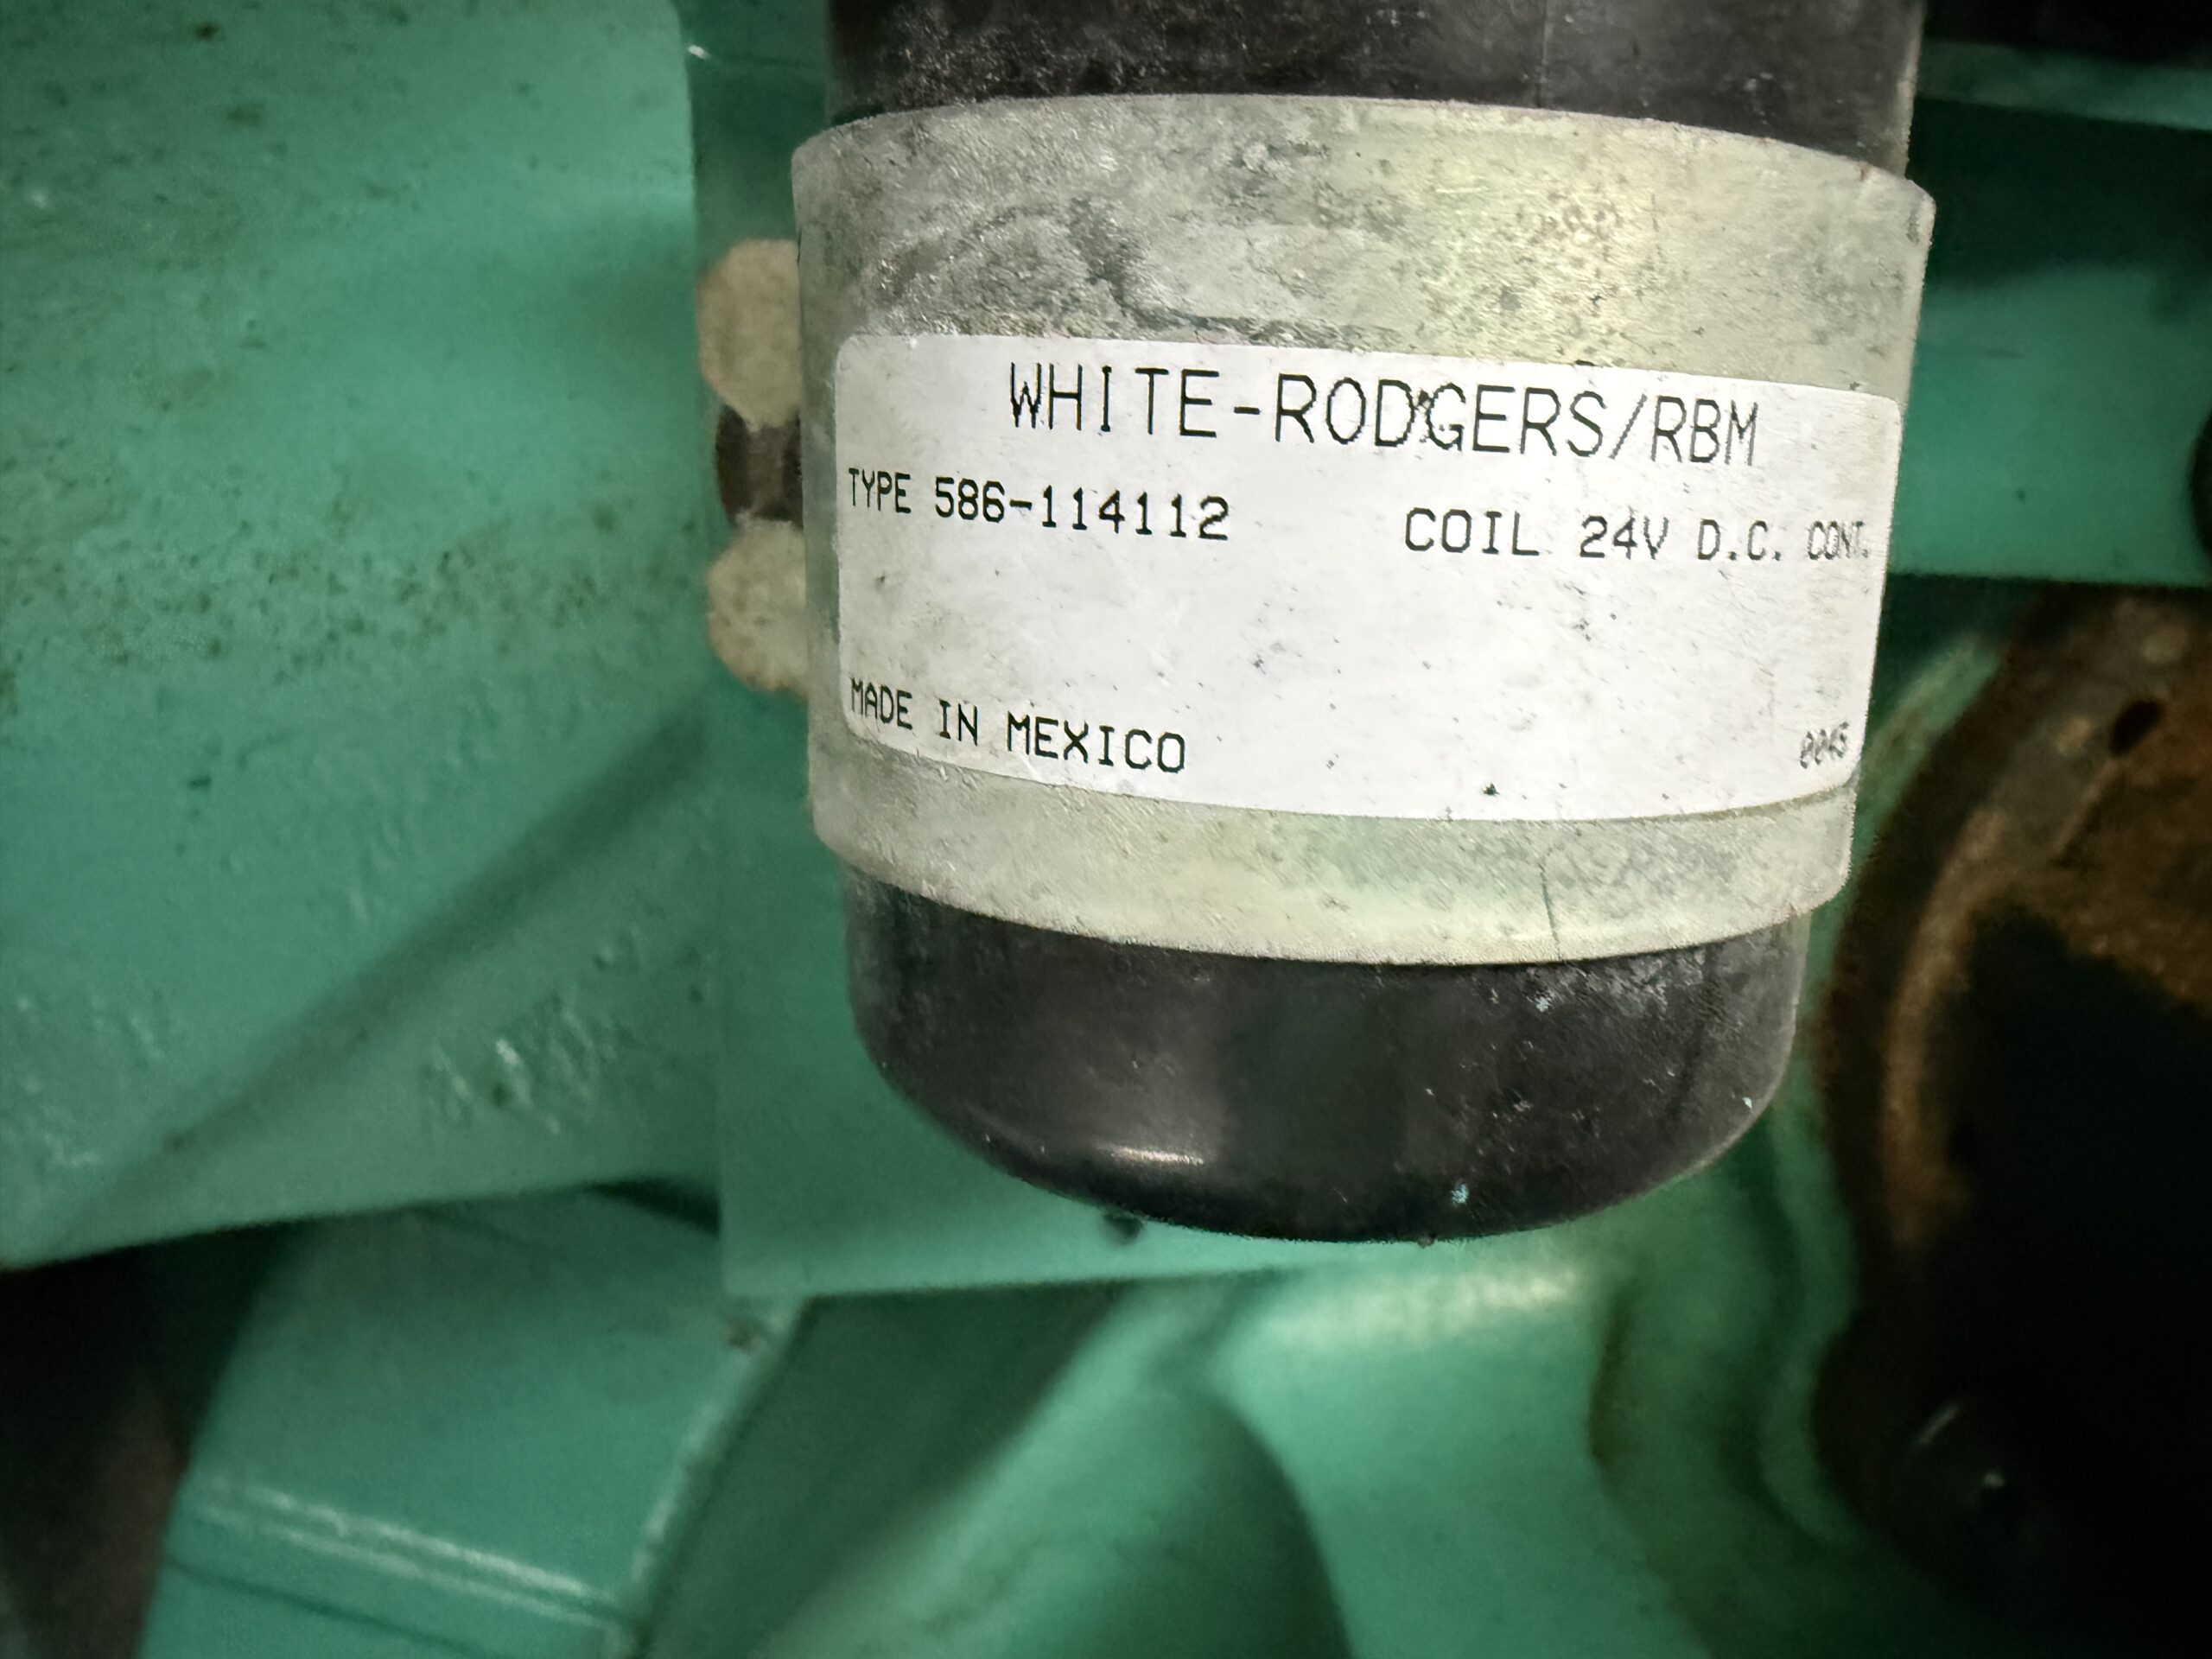 WHITE-RODGERS/RBM
TYPE 586-114112 COIL 24V D.C. CONT.
MADE IN MEXICO 0045